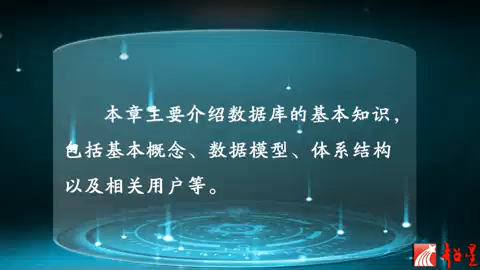 本章主要介绍数据库的基本知识，
包括基本概念、数据模型、体系结构
以及相关用户等。